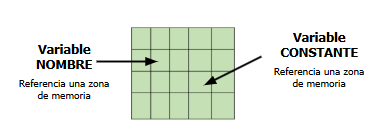 Variable
NOMBRE
Referencia una zona
de memoria
Variable
CONSTANTE
Referencia una zona de
memoria